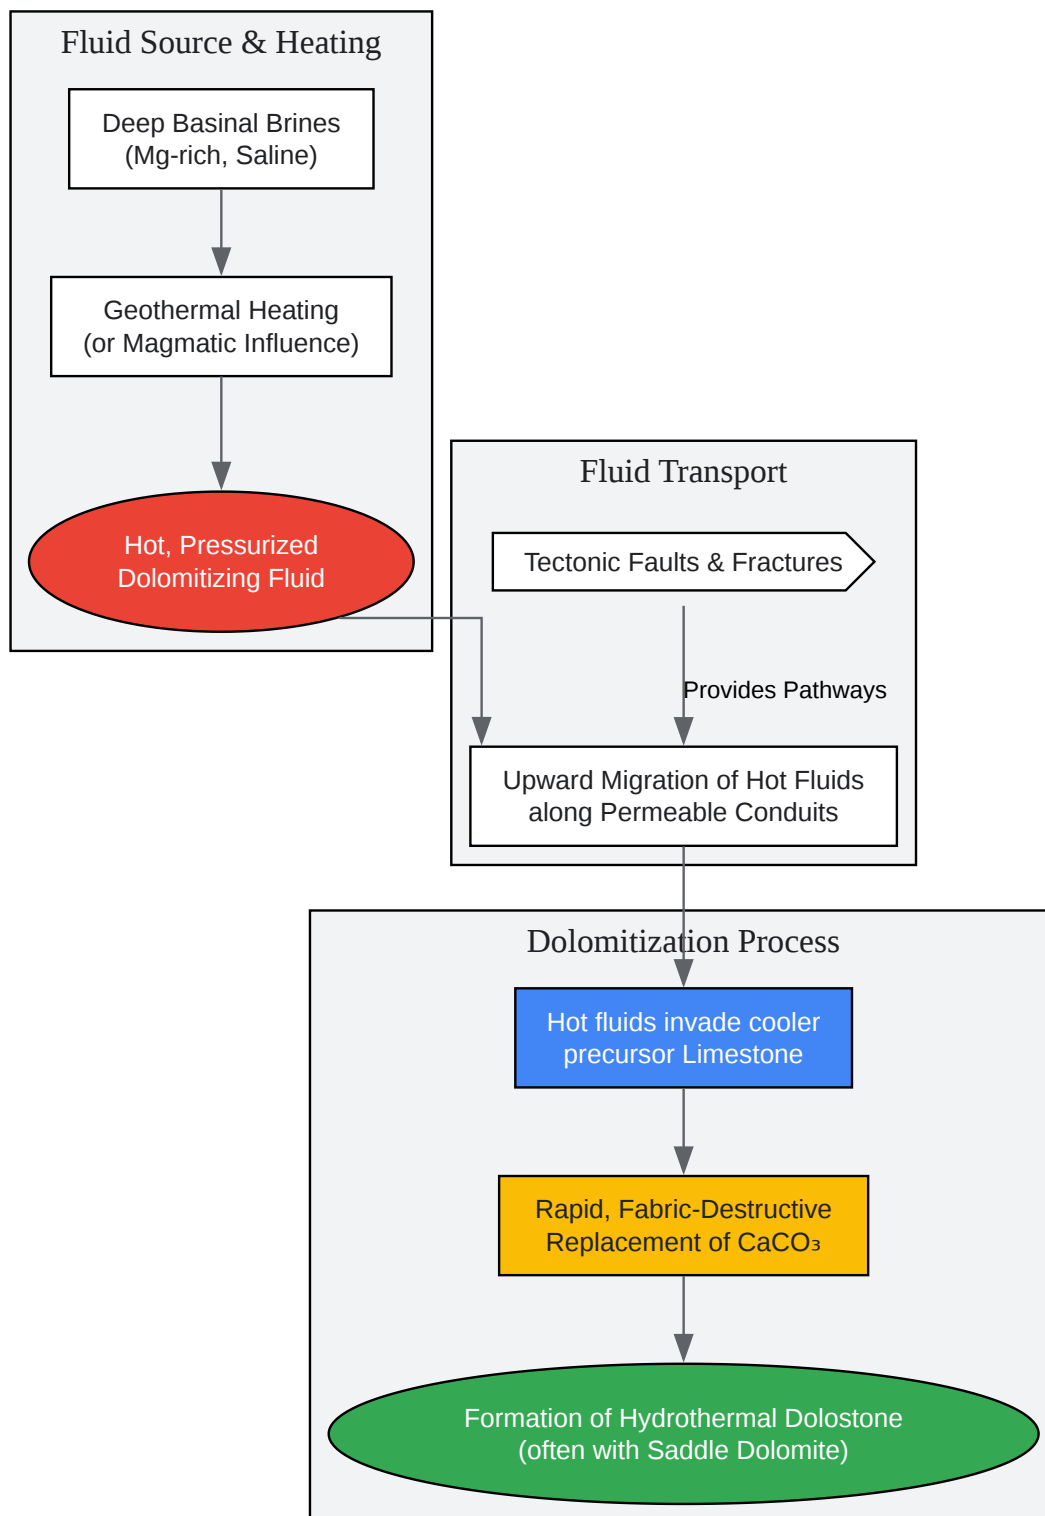 Fluid Source & Heating
Deep Basinal Brines
(Mg-rich, Saline)
Geothermal Heating
(or Magmatic Influence)
Hot, Pressurized
Dolomitizing Fluid
Fluid Transport
Tectonic Faults & Fractures
Provides Pathways
Upward Migration of Hot Fluids
along Permeable Conduits
Dolomitization Process
Hot fluids invade cooler
precursor Limestone
Rapid, Fabric-Destructive
Replacement of CaCO₃
Formation of Hydrothermal Dolostone
(often with Saddle Dolomite)